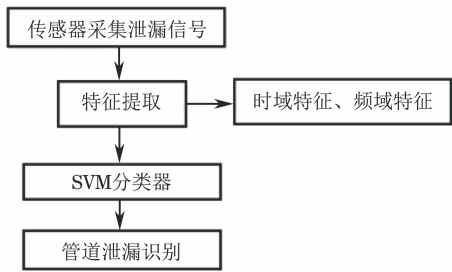 传感器采集泄漏信号
特征提取
时域特征、频域特征
SVM分类器
管道泄漏识别